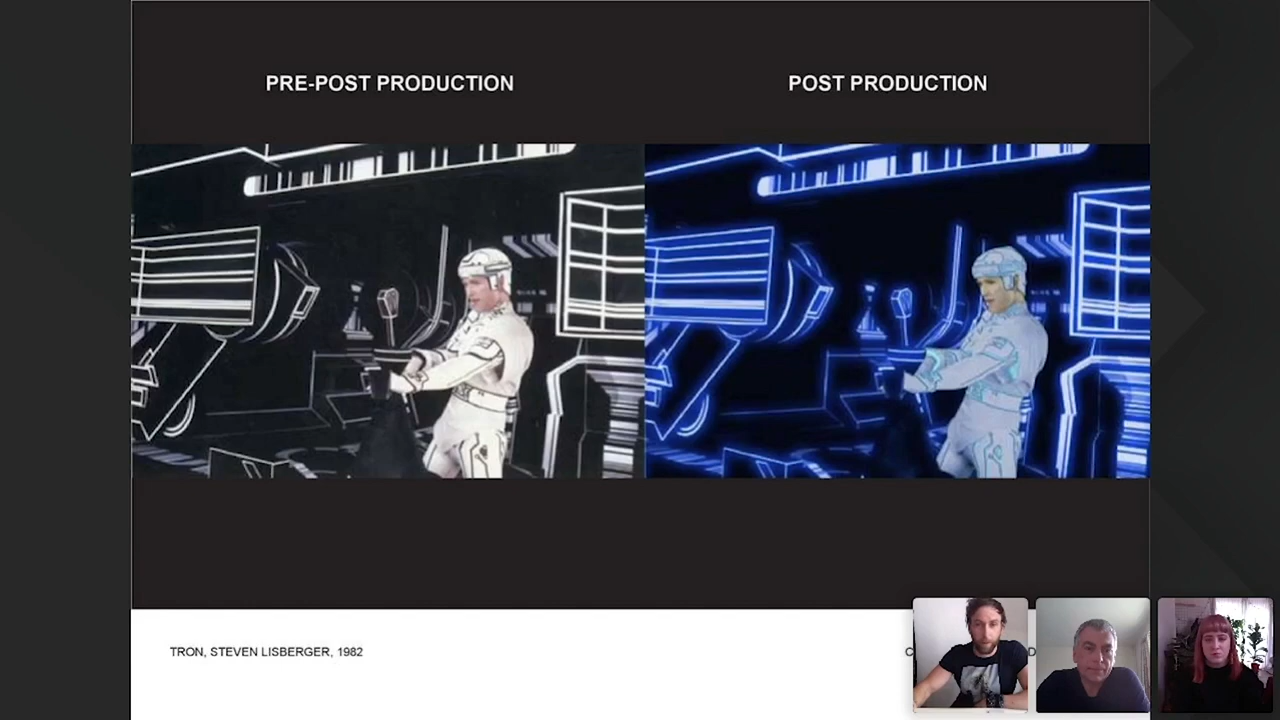 PRE-POST PRODUCTION
POST PRODUCTION
TRON, STEVEN LISBERGER, 1982